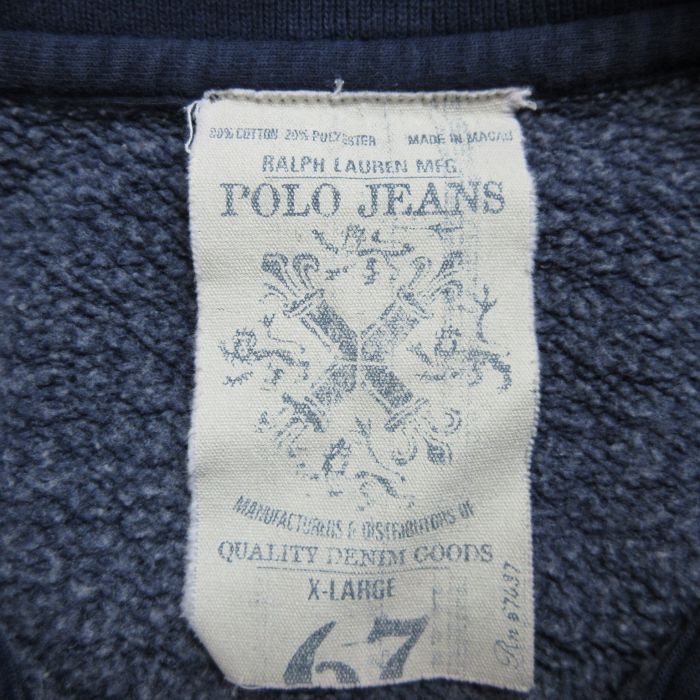 80% COTTON 20% POLYESTER MADE IN MACAU
RALPH LAUREN MFG.
POLO JEANS
MANUFACTURERS & DISTRIBUTORS OF
QUALITY DENIM GOODS
X-LARGE
67